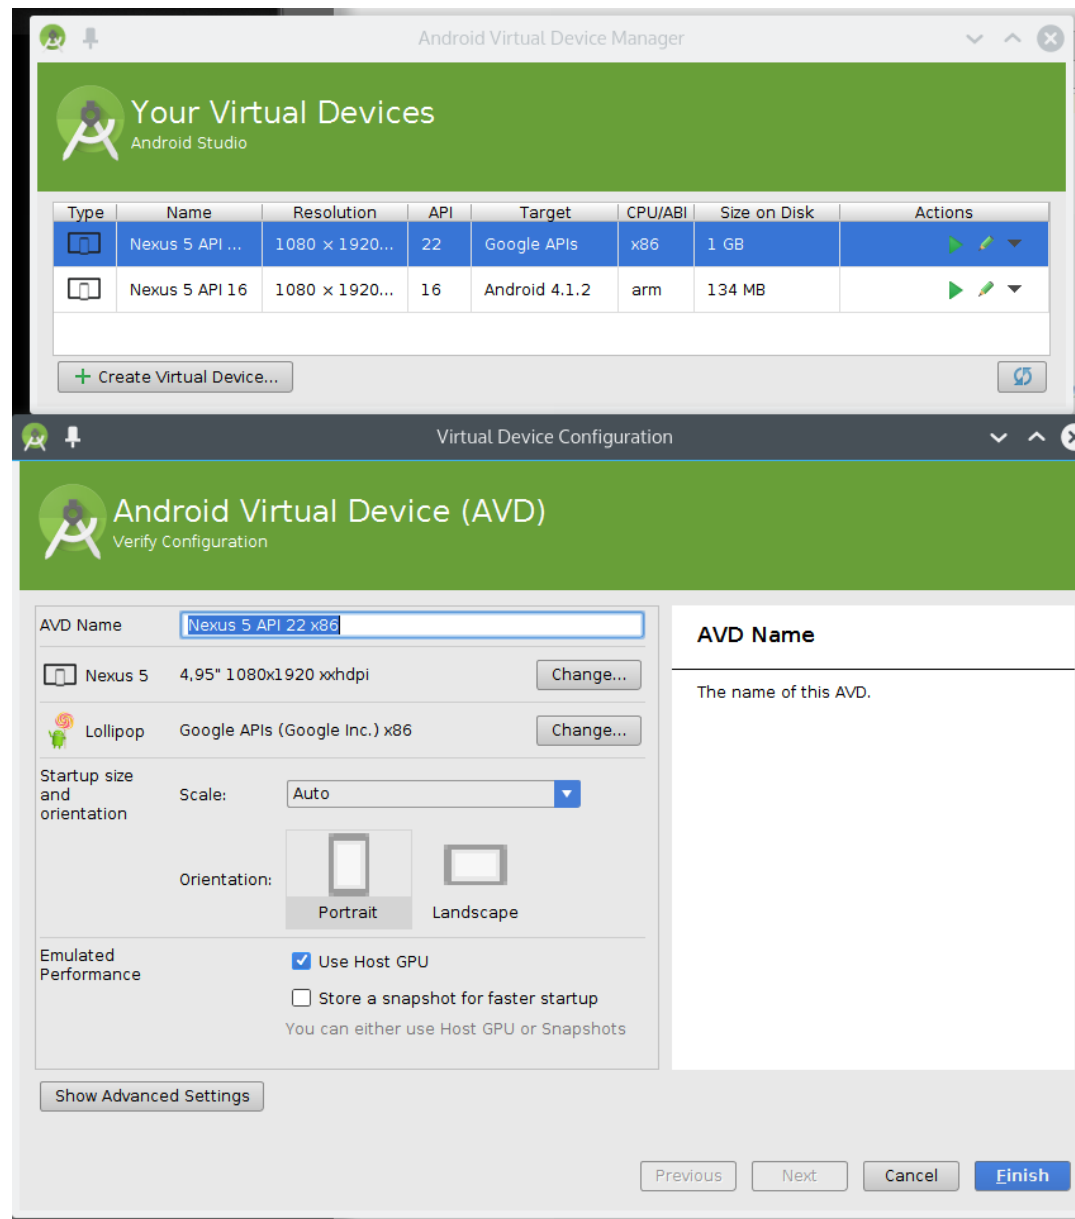 Android Virtual Device Manager
Your Virtual Devices
Android Studio
Type Name Resolution API Target CPU/ABI Size on Disk Actions
Nexus 5 API ... 1080 × 1920... 22 Google APIs x86 1 GB
Nexus 5 API 16 1080 × 1920... 16 Android 4.1.2 arm 134 MB
Create Virtual Device...
Virtual Device Configuration
Android Virtual Device (AVD)
Verify Configuration
AVD Name Nexus 5 API 22 x86
Nexus 5 4,95" 1080x1920 xxhdpi Change...
Lollipop Google APIs (Google Inc.) x86 Change...
Startup size
and
orientation
Scale: Auto
Orientation:
Portrait Landscape
Emulated
Performance
Use Host GPU
Store a snapshot for faster startup
You can either use Host GPU or Snapshots
AVD Name
The name of this AVD.
Show Advanced Settings
Previous Next Cancel Finish